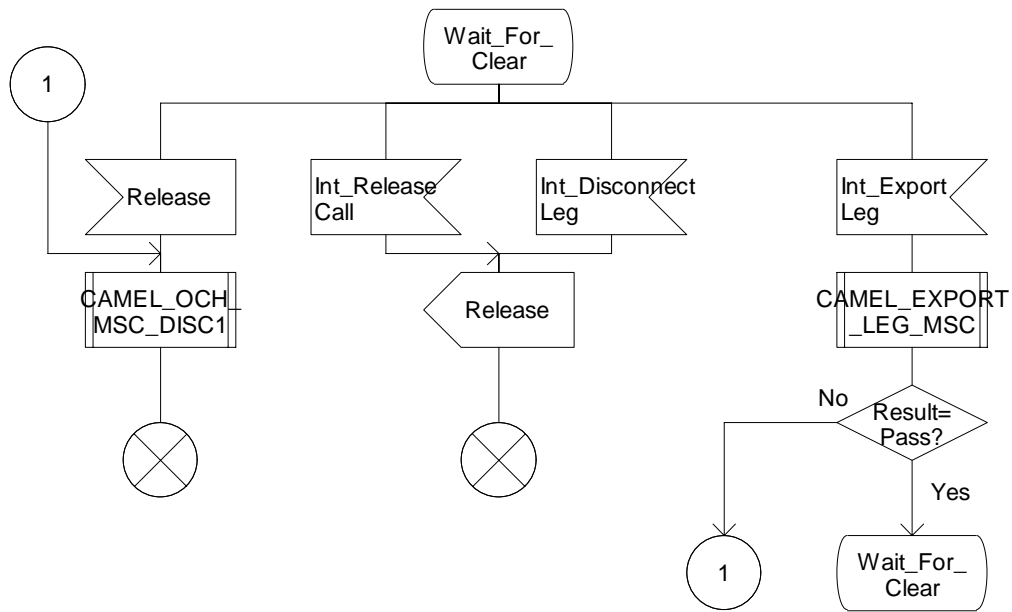 Wait_For_
Clear
1
Release
Int_Release
Call
Int_Disconnect
Leg
Int_Export
Leg
CAMEL_OCH_
MSC_DISC1
Release
CAMEL_EXPORT
_LEG_MSC
No
Result=
Pass?
Yes
1
Wait_For_
Clear